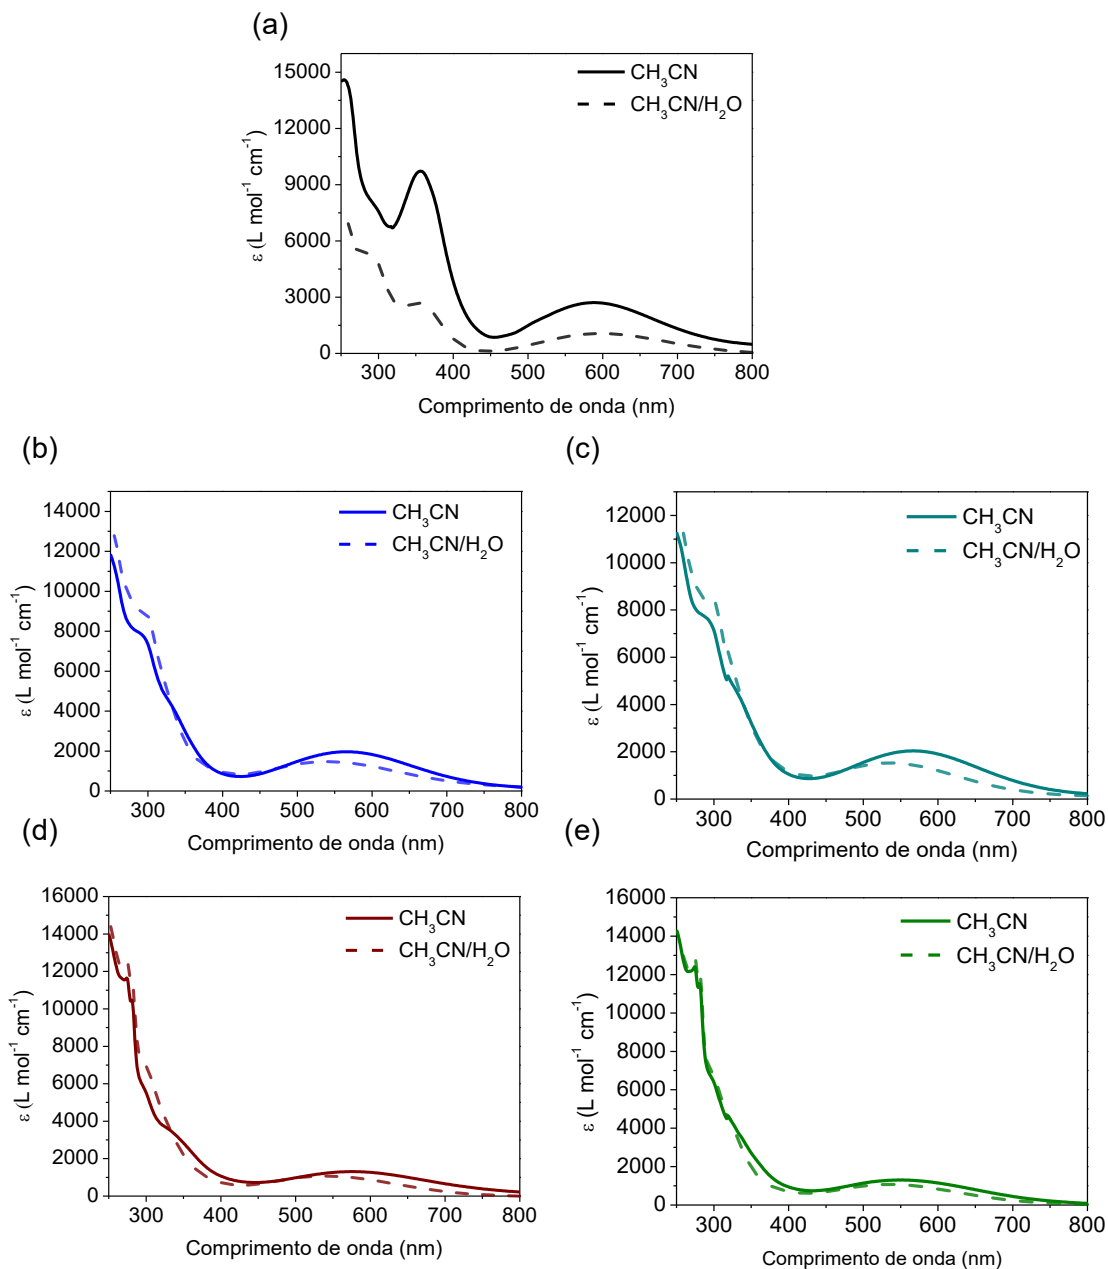 (a)
CH₃CN
CH₃CN/H₂O
15000
12000
9000
6000
3000
0
ε (L mol⁻¹ cm⁻¹)
300 400 500 600 700 800
Comprimento de onda (nm)
(b)
CH₃CN
CH₃CN/H₂O
14000
12000
10000
8000
6000
4000
2000
0
ε (L mol⁻¹ cm⁻¹)
300 400 500 600 700 800
Comprimento de onda (nm)
(c)
CH₃CN
CH₃CN/H₂O
12000
10000
8000
6000
4000
2000
0
ε (L mol⁻¹ cm⁻¹)
300 400 500 600 700 800
Comprimento de onda (nm)
(d)
CH₃CN
CH₃CN/H₂O
16000
14000
12000
10000
8000
6000
4000
2000
0
ε (L mol⁻¹ cm⁻¹)
300 400 500 600 700 800
Comprimento de onda (nm)
(e)
CH₃CN
CH₃CN/H₂O
16000
14000
12000
10000
8000
6000
4000
2000
0
ε (L mol⁻¹ cm⁻¹)
300 400 500 600 700 800
Comprimento de onda (nm)